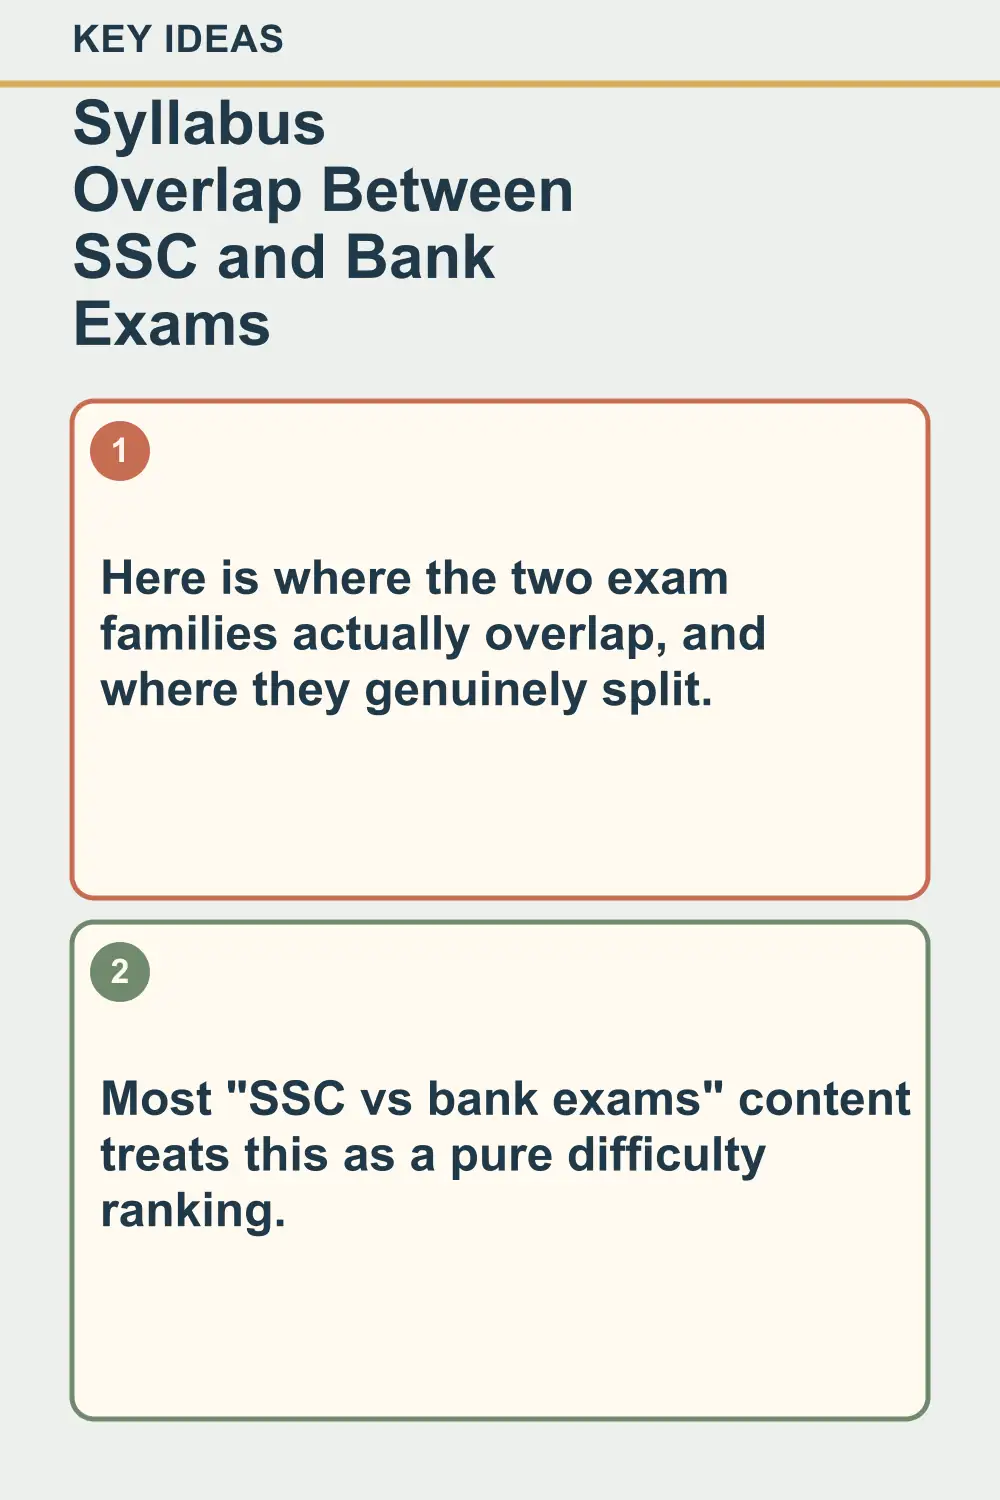 KEY IDEAS
Syllabus
Overlap Between
SSC and Bank
Exams
1
Here is where the two exam
families actually overlap, and
where they genuinely split.
2
Most "SSC vs bank exams" content
treats this as a pure difficulty
ranking.